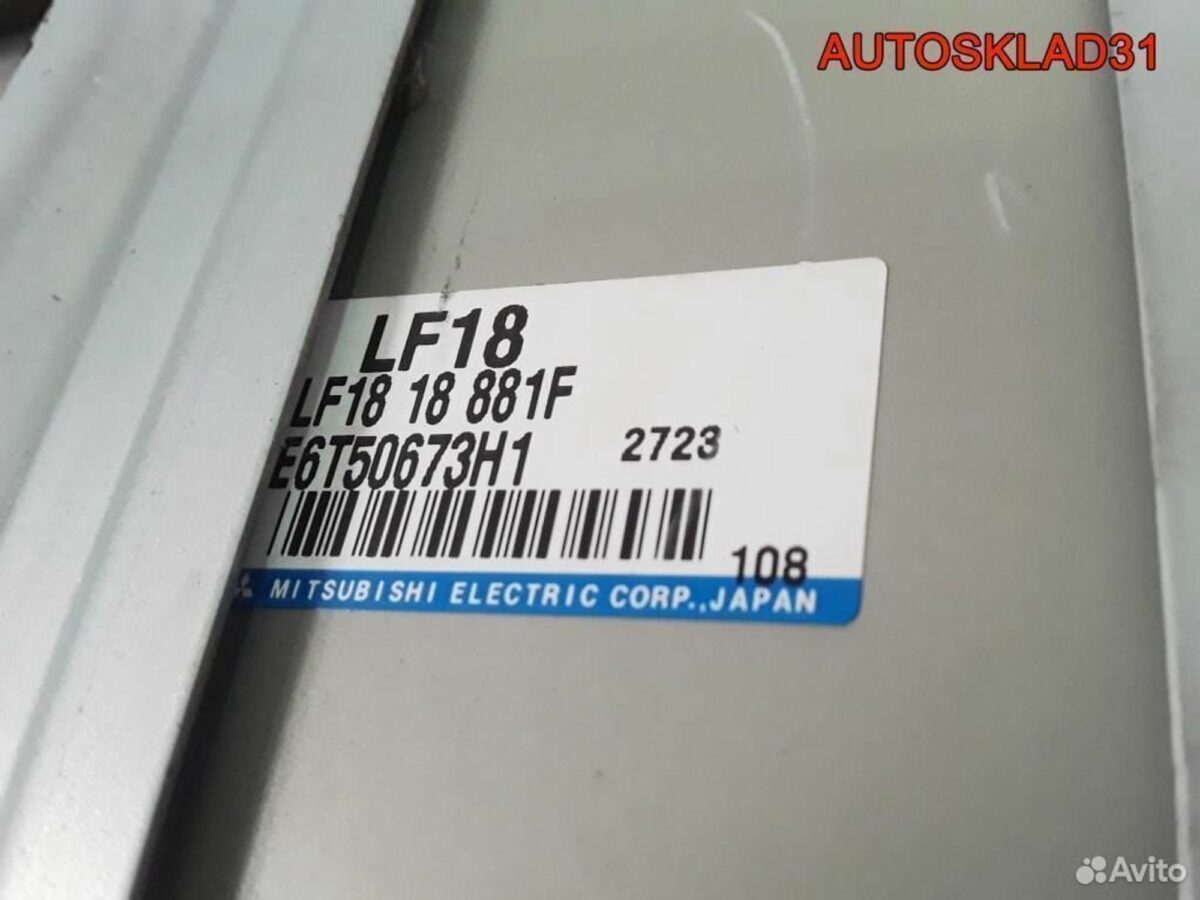 AUTOSKLAD31
LF18
LF18 18 881F
E6T50673H1 2723
108
MITSUBISHI ELECTRIC CORP.,JAPAN
Avito